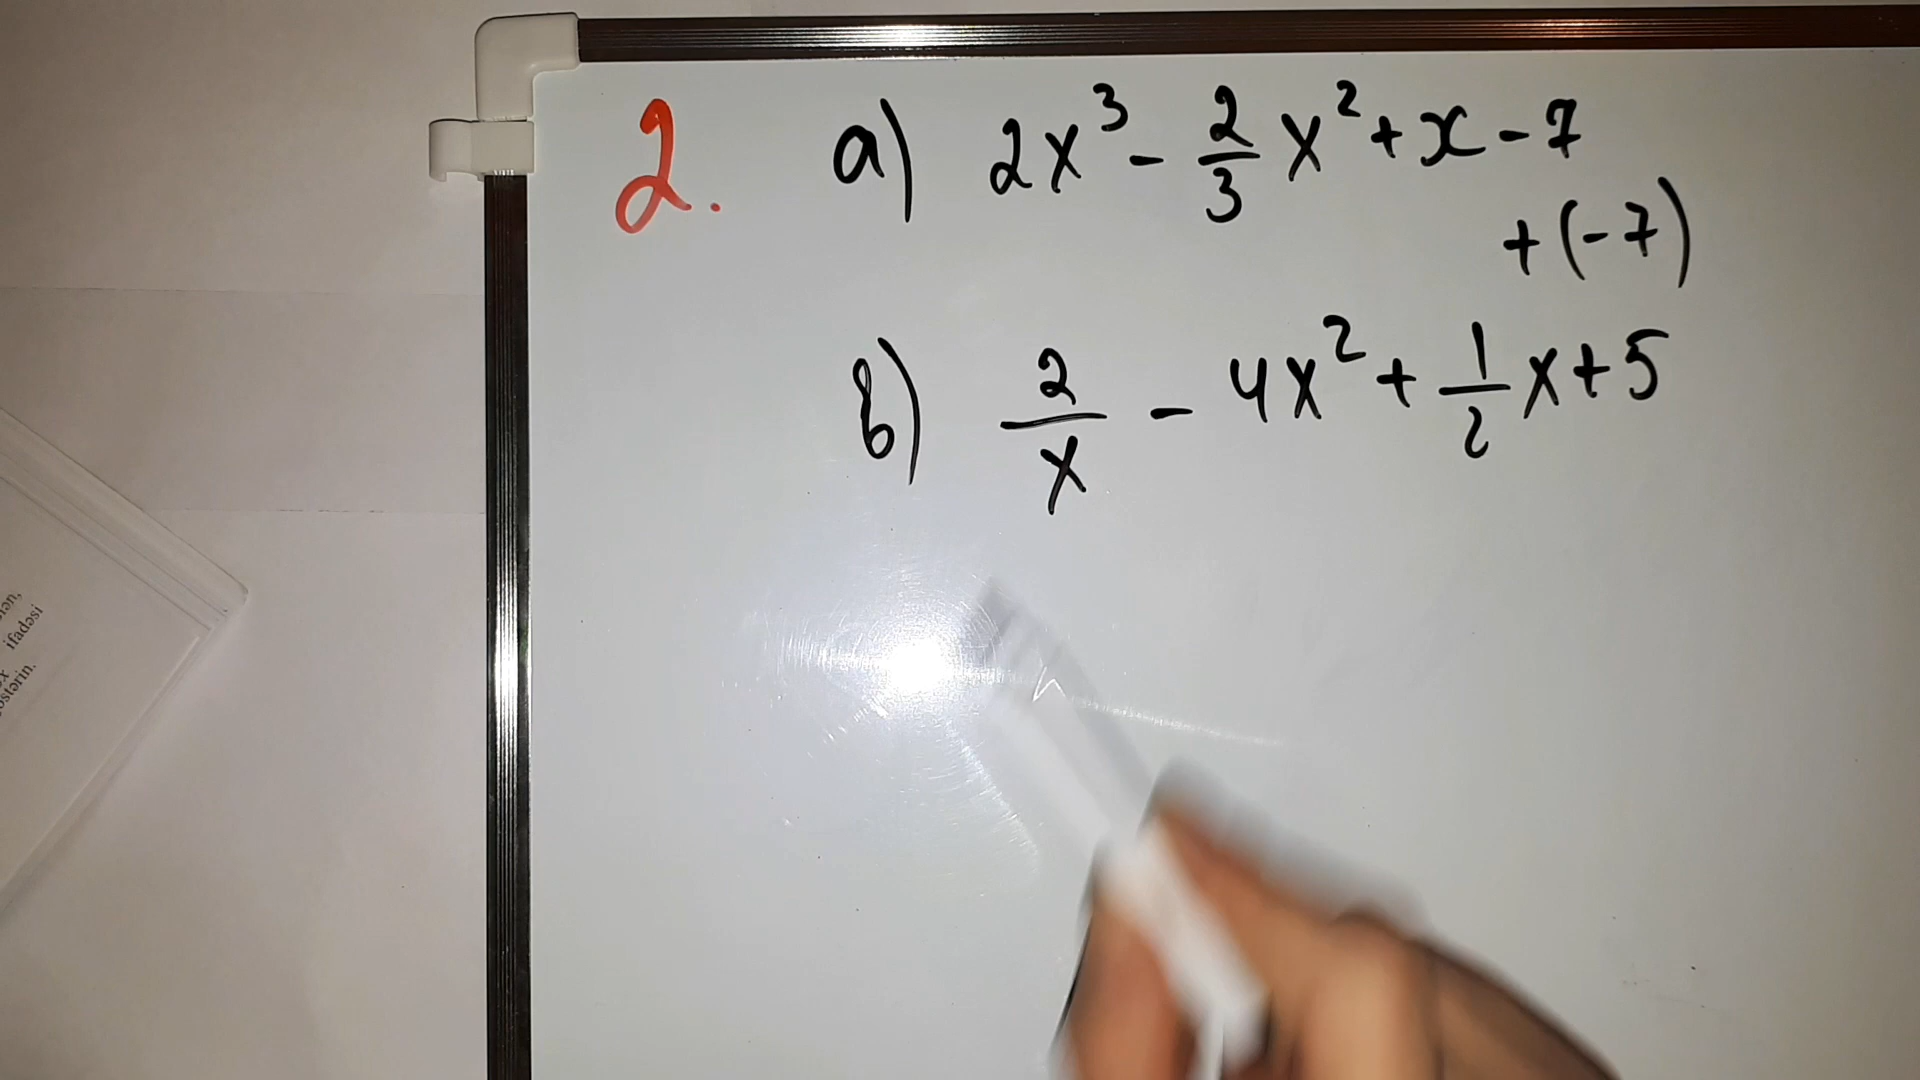 2. a) 2x³ - 2/3 x² + x - 7
+ (-7)
b) 2/x - 4x² + 1/2 x + 5
ifadəsi